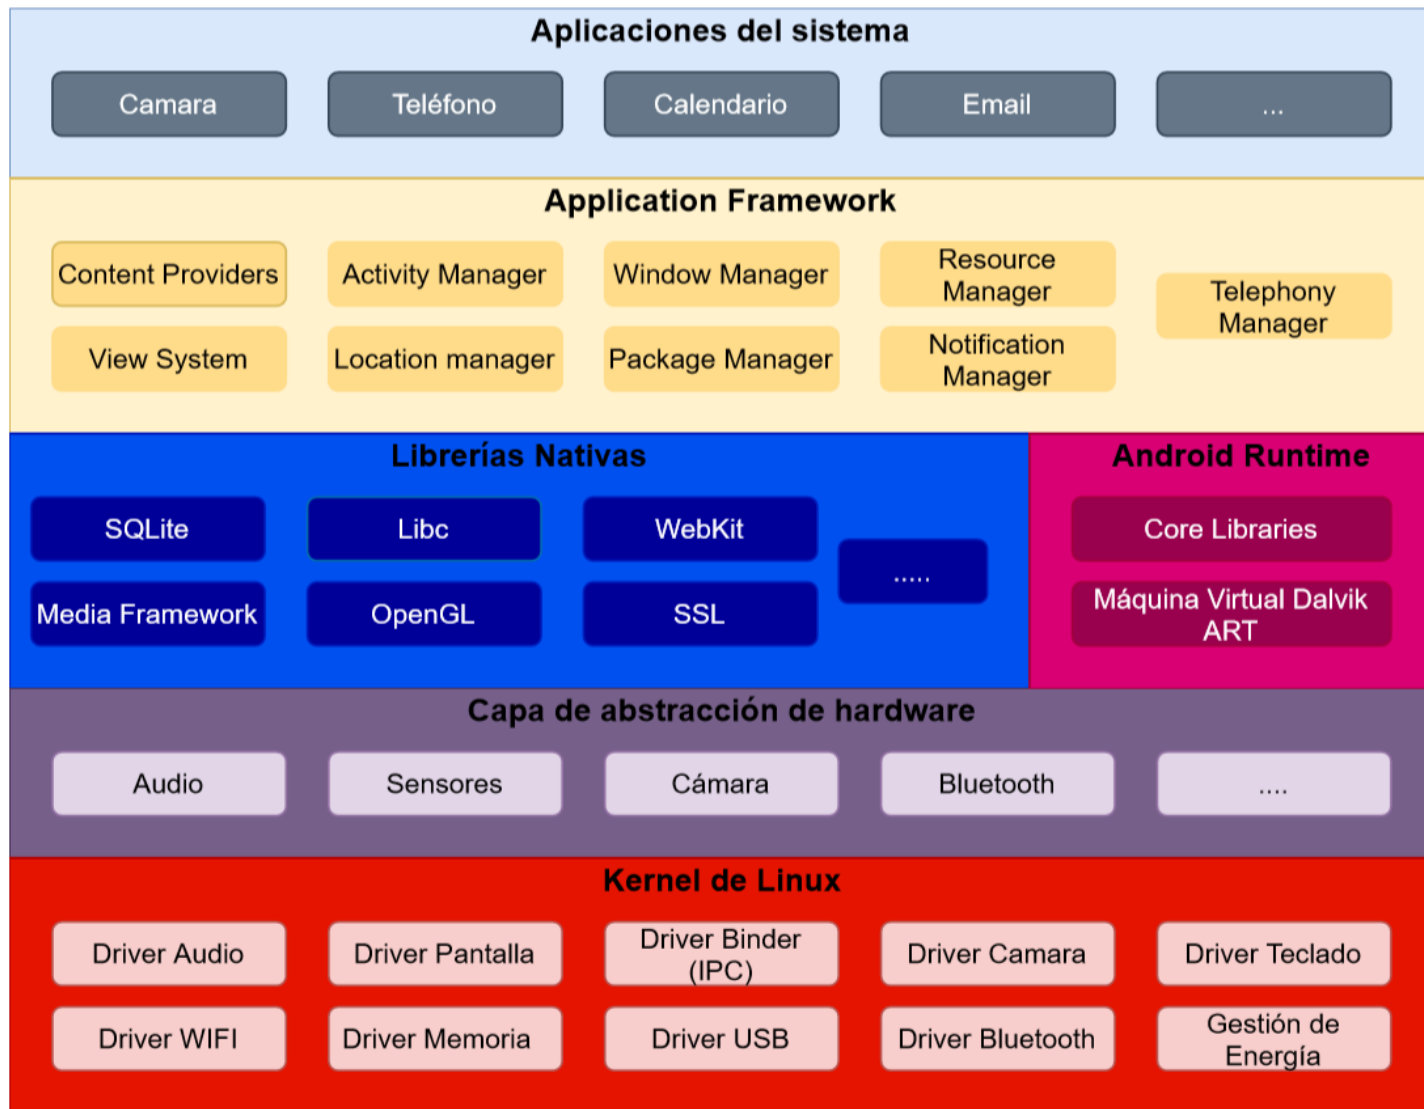 Aplicaciones del sistema
Camara
Teléfono
Calendario
Email
...
Application Framework
Content Providers
Activity Manager
Window Manager
Resource
Manager
Telephony
Manager
View System
Location manager
Package Manager
Notification
Manager
Librerías Nativas
SQLite
Libc
WebKit
.....
Media Framework
OpenGL
SSL
Android Runtime
Core Libraries
Máquina Virtual Dalvik
ART
Capa de abstracción de hardware
Audio
Sensores
Cámara
Bluetooth
....
Kernel de Linux
Driver Audio
Driver Pantalla
Driver Binder
(IPC)
Driver Camara
Driver Teclado
Driver WIFI
Driver Memoria
Driver USB
Driver Bluetooth
Gestión de
Energía